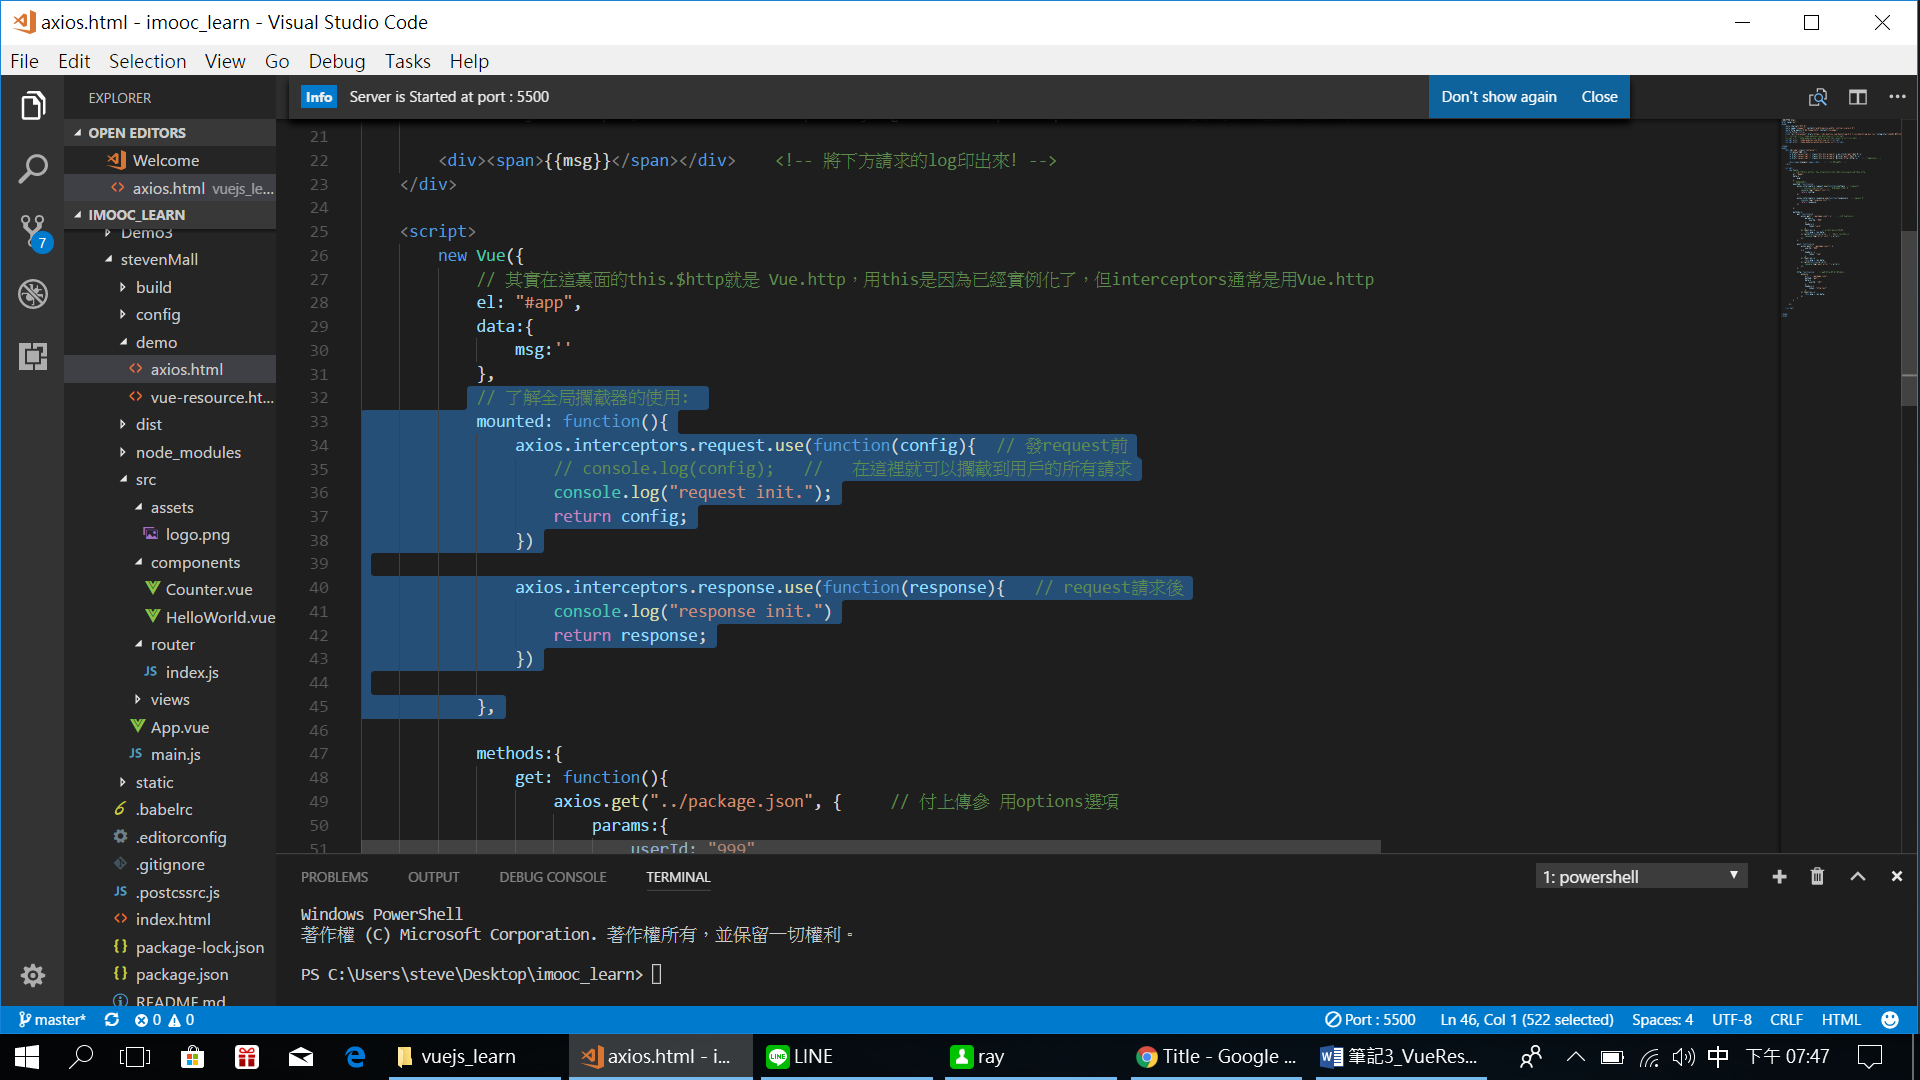 axios.html - imooc_learn - Visual Studio Code
File Edit Selection View Go Debug Tasks Help
EXPLORER
OPEN EDITORS
Welcome
axios.html vuejs_le...
IMOOC_LEARN
Demo3
stevenMall
build
config
demo
axios.html
vue-resource.ht...
dist
node_modules
src
assets
logo.png
components
Counter.vue
HelloWorld.vue
router
JS index.js
views
App.vue
JS main.js
static
.babelrc
.editorconfig
.gitignore
JS .postcssrc.js
index.html
{} package-lock.json
{} package.json
README.md
7
Info Server is Started at port : 5500 Don't show again Close
21
22 <div><span>{{msg}}</span></div> <!-- 將下方請求的log印出來! -->
23 </div>
24
25 <script>
26 new Vue({
27 // 其實在這裏面的this.$http就是 Vue.http，用this是因為已經實例化了，但interceptors通常是用Vue.http
28 el: "#app",
29 data:{
30 msg:''
31 },
32 // 了解全局攔截器的使用:
33 mounted: function(){
34 axios.interceptors.request.use(function(config){ // 發request前
35 // console.log(config); // 在這裡就可以攔截到用戶的所有請求
36 console.log("request init.");
37 return config;
38 })
39
40 axios.interceptors.response.use(function(response){ // request請求後
41 console.log("response init.")
42 return response;
43 })
44
45 },
46
47 methods:{
48 get: function(){
49 axios.get("../package.json", { // 付上傳參 用options選項
50 params:{
51 userId: "999"
PROBLEMS OUTPUT DEBUG CONSOLE TERMINAL 1: powershell
Windows PowerShell
著作權 (C) Microsoft Corporation. 著作權所有，並保留一切權利。
PS C:\Users\steve\Desktop\imooc_learn>
master* 0 0 Port : 5500 Ln 46, Col 1 (522 selected) Spaces: 4 UTF-8 CRLF HTML
vuejs_learn axios.html - i... LINE ray Title - Google ... 筆記3_VueRes... 中 下午 07:47